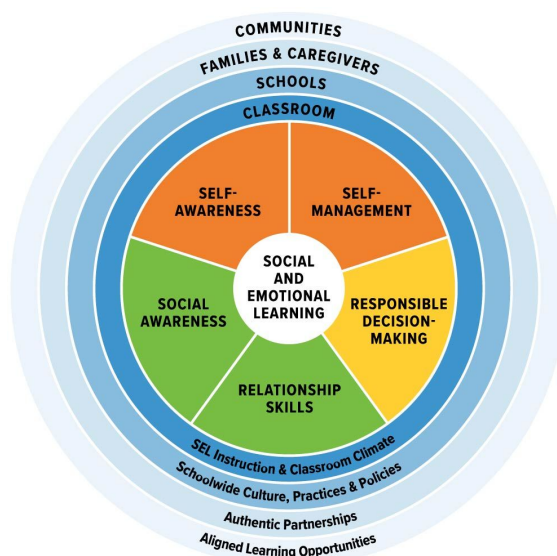 COMMUNITIES
FAMILIES & CAREGIVERS
SCHOOLS
CLASSROOM
SELF-
AWARENESS
SELF-
MANAGEMENT
SOCIAL
AND
EMOTIONAL
LEARNING
SOCIAL
AWARENESS
RESPONSIBLE
DECISION-
MAKING
RELATIONSHIP
SKILLS
SEL Instruction & Classroom Climate
Schoolwide Culture, Practices & Policies
Authentic Partnerships
Aligned Learning Opportunities